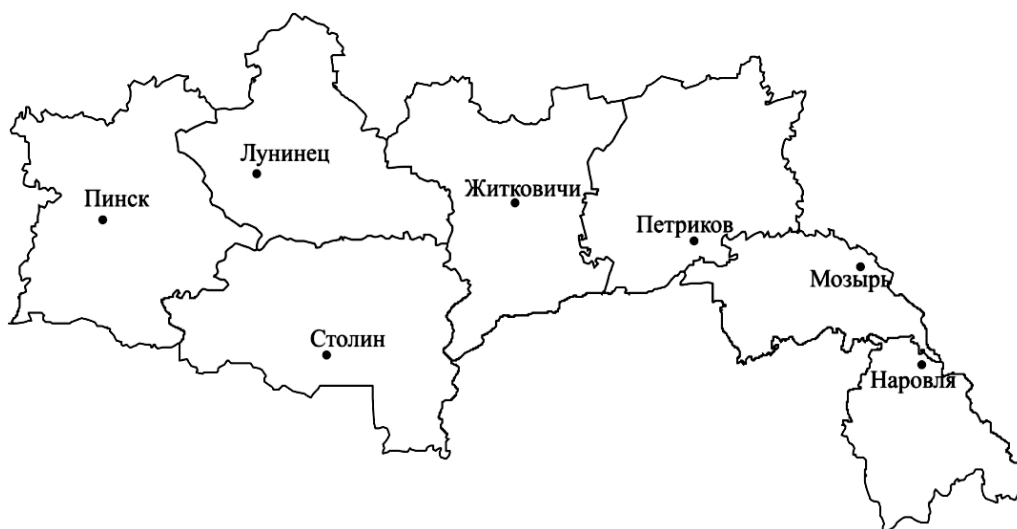 Лунинец
Пинск
Житковичи
Петриков
Мозырь
Столин
Наровля